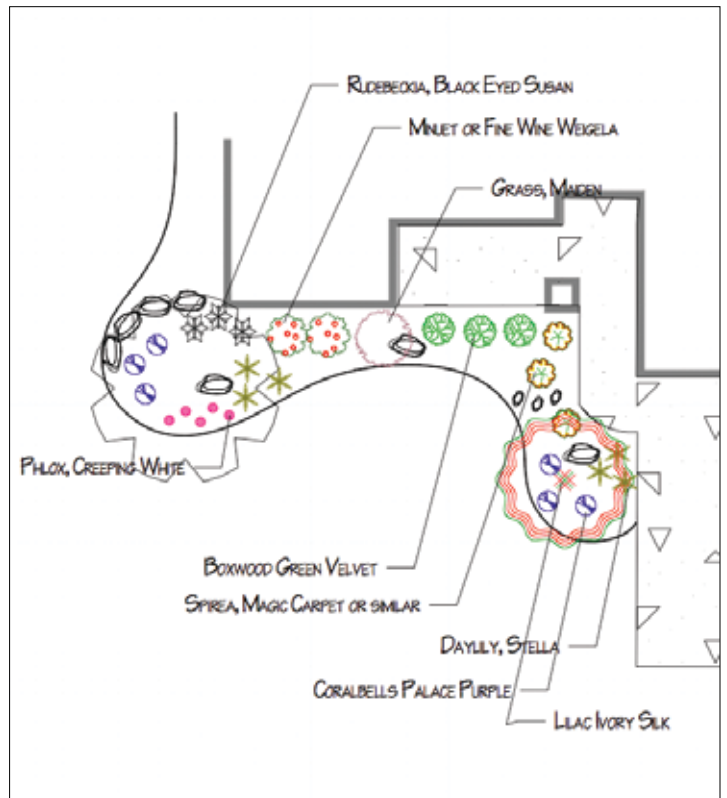 Rudebeckia, Black Eyed Susan
Minuet or Fine Wine Weigela
Grass, Maiden
Phlox, Creeping White
Boxwood Green Velvet
Spirea, Magic Carpet or similar
Daylily, Stella
Coralbells Palace Purple
Lilac Ivory Silk